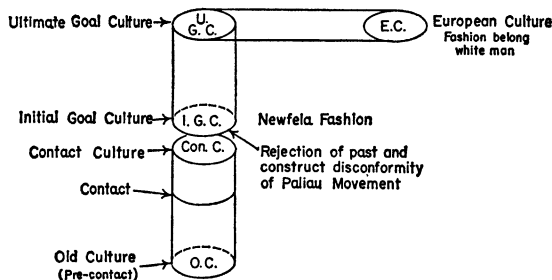 Ultimate Goal Culture
U.
G. C.
E.C.
European Culture
Fashion belong
white man
Initial Goal Culture
I. G. C.
Newfela Fashion
Contact Culture
Con. C.
Rejection of past and
construct disconformity
of Paliau Movement
Contact
Old Culture
(Pre-contact)
O.C.